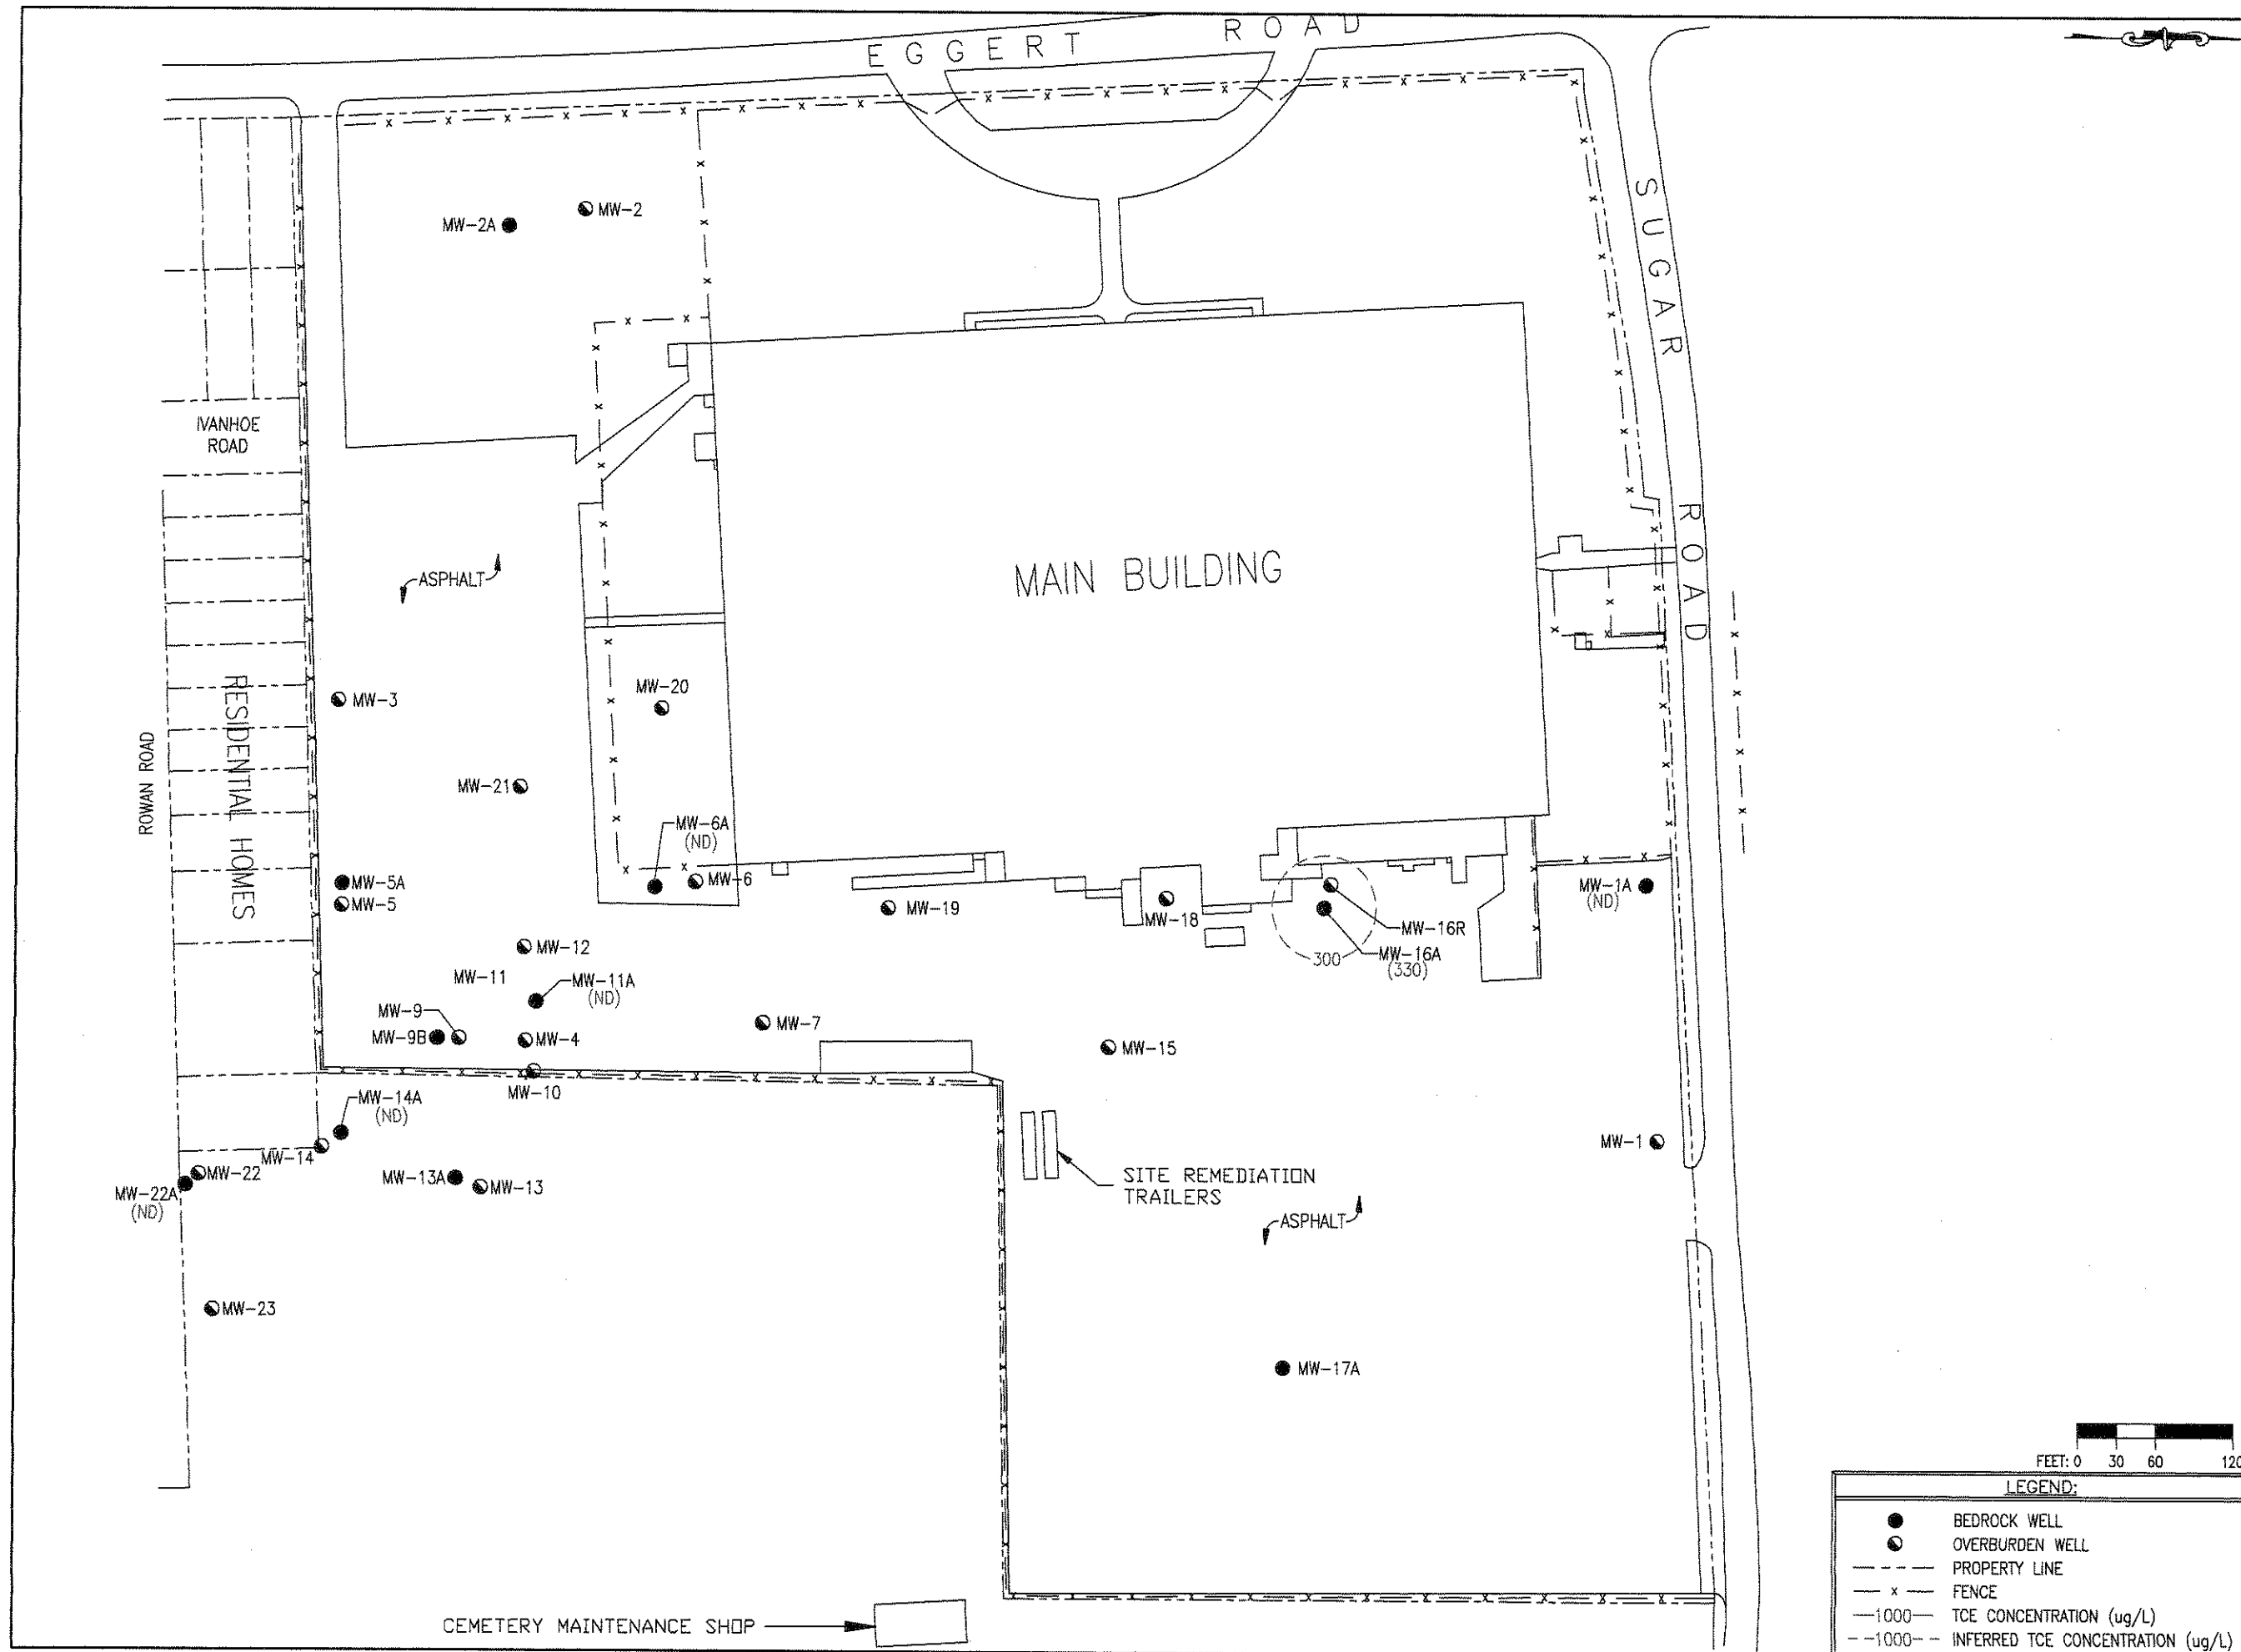 EGGERT ROAD
SUGAR ROAD
MW-2A
MW-2
IVANHOE
ROAD
ASPHALT
MAIN BUILDING
RESIDENTIAL HOMES
ROWAN ROAD
MW-3
MW-20
MW-21
MW-6A
(ND)
MW-6
MW-5A
MW-5
MW-19
MW-18
MW-16R
MW-16A
(330)
300
MW-1A
(ND)
MW-12
MW-11
MW-11A
(ND)
MW-9
MW-9B
MW-4
MW-7
MW-15
MW-10
MW-14A
(ND)
MW-14
MW-22
MW-22A
(ND)
MW-13A
MW-13
MW-1
SITE REMEDIATION
TRAILERS
ASPHALT
MW-23
MW-17A
CEMETERY MAINTENANCE SHOP
FEET: 0 30 60 120
LEGEND:
BEDROCK WELL
OVERBURDEN WELL
PROPERTY LINE
x FENCE
1000 TCE CONCENTRATION (ug/L)
1000 INFERRED TCE CONCENTRATION (ug/L)